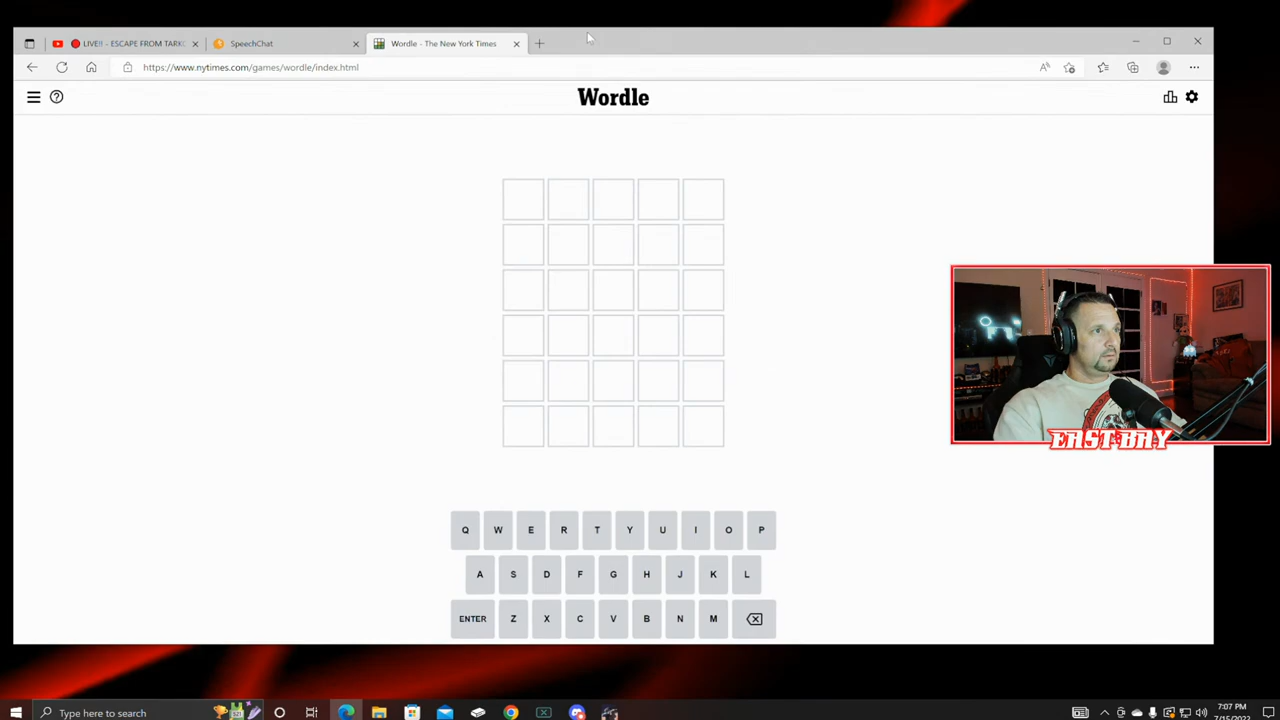 LIVE!! - ESCAPE FROM TARKO
SpeechChat
Wordle - The New York Times
https://www.nytimes.com/games/wordle/index.html
Wordle
EAST BAY
Q W E R T Y U I O P
A S D F G H J K L
ENTER Z X C V B N M
Type here to search
7:07 PM